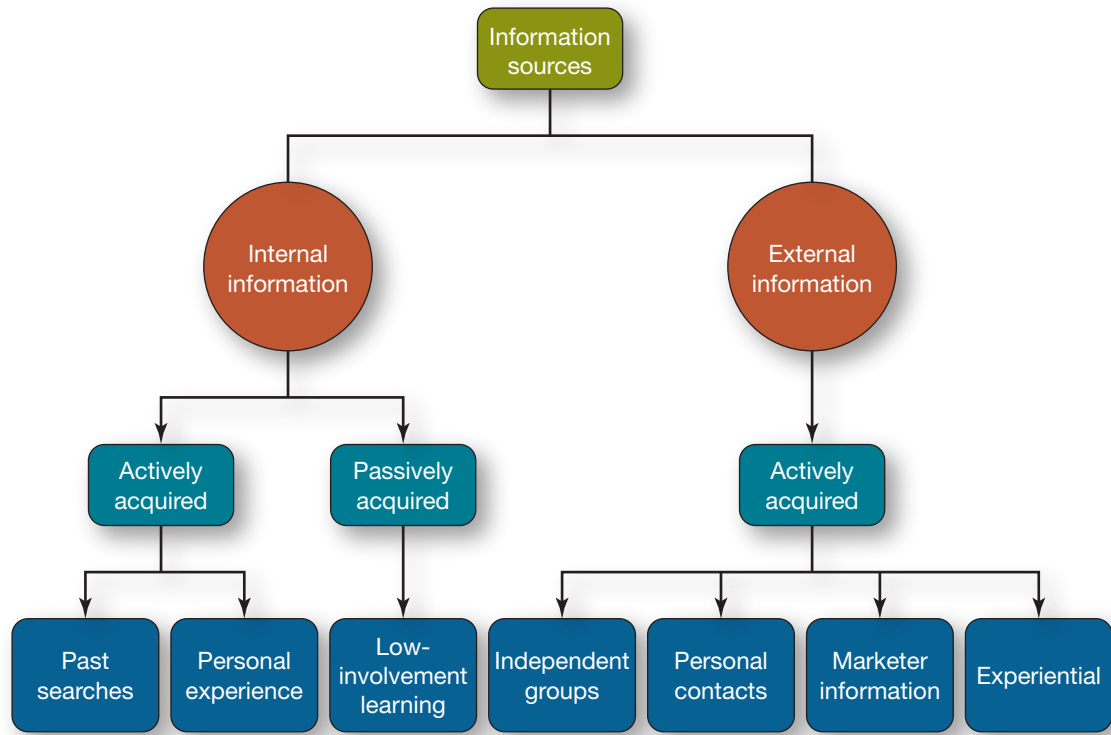 Information
sources
Internal
information
External
information
Actively
acquired
Passively
acquired
Actively
acquired
Past
searches
Personal
experience
Low-
involvement
learning
Independent
groups
Personal
contacts
Marketer
information
Experiential